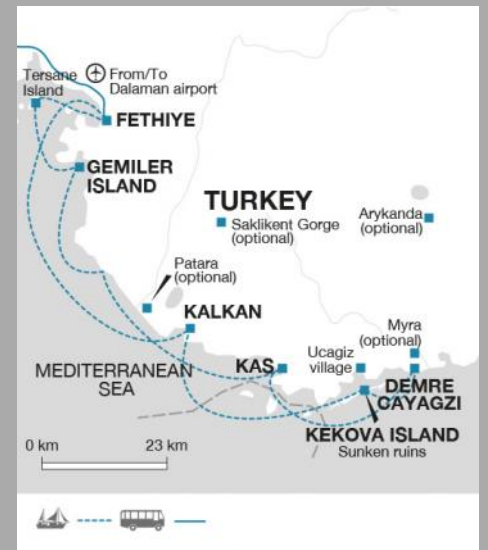 Tersane
Island
From/To
Dalaman airport
FETHIYE
GEMILER
ISLAND
TURKEY
Saklikent Gorge
(optional)
Arykanda
(optional)
Patara
(optional)
KALKAN
Myra
(optional)
MEDITERRANEAN
SEA
KAS
Ucagiz
village
DEMRE
CAYAGZI
KEKOVA ISLAND
Sunken ruins
0 km
23 km